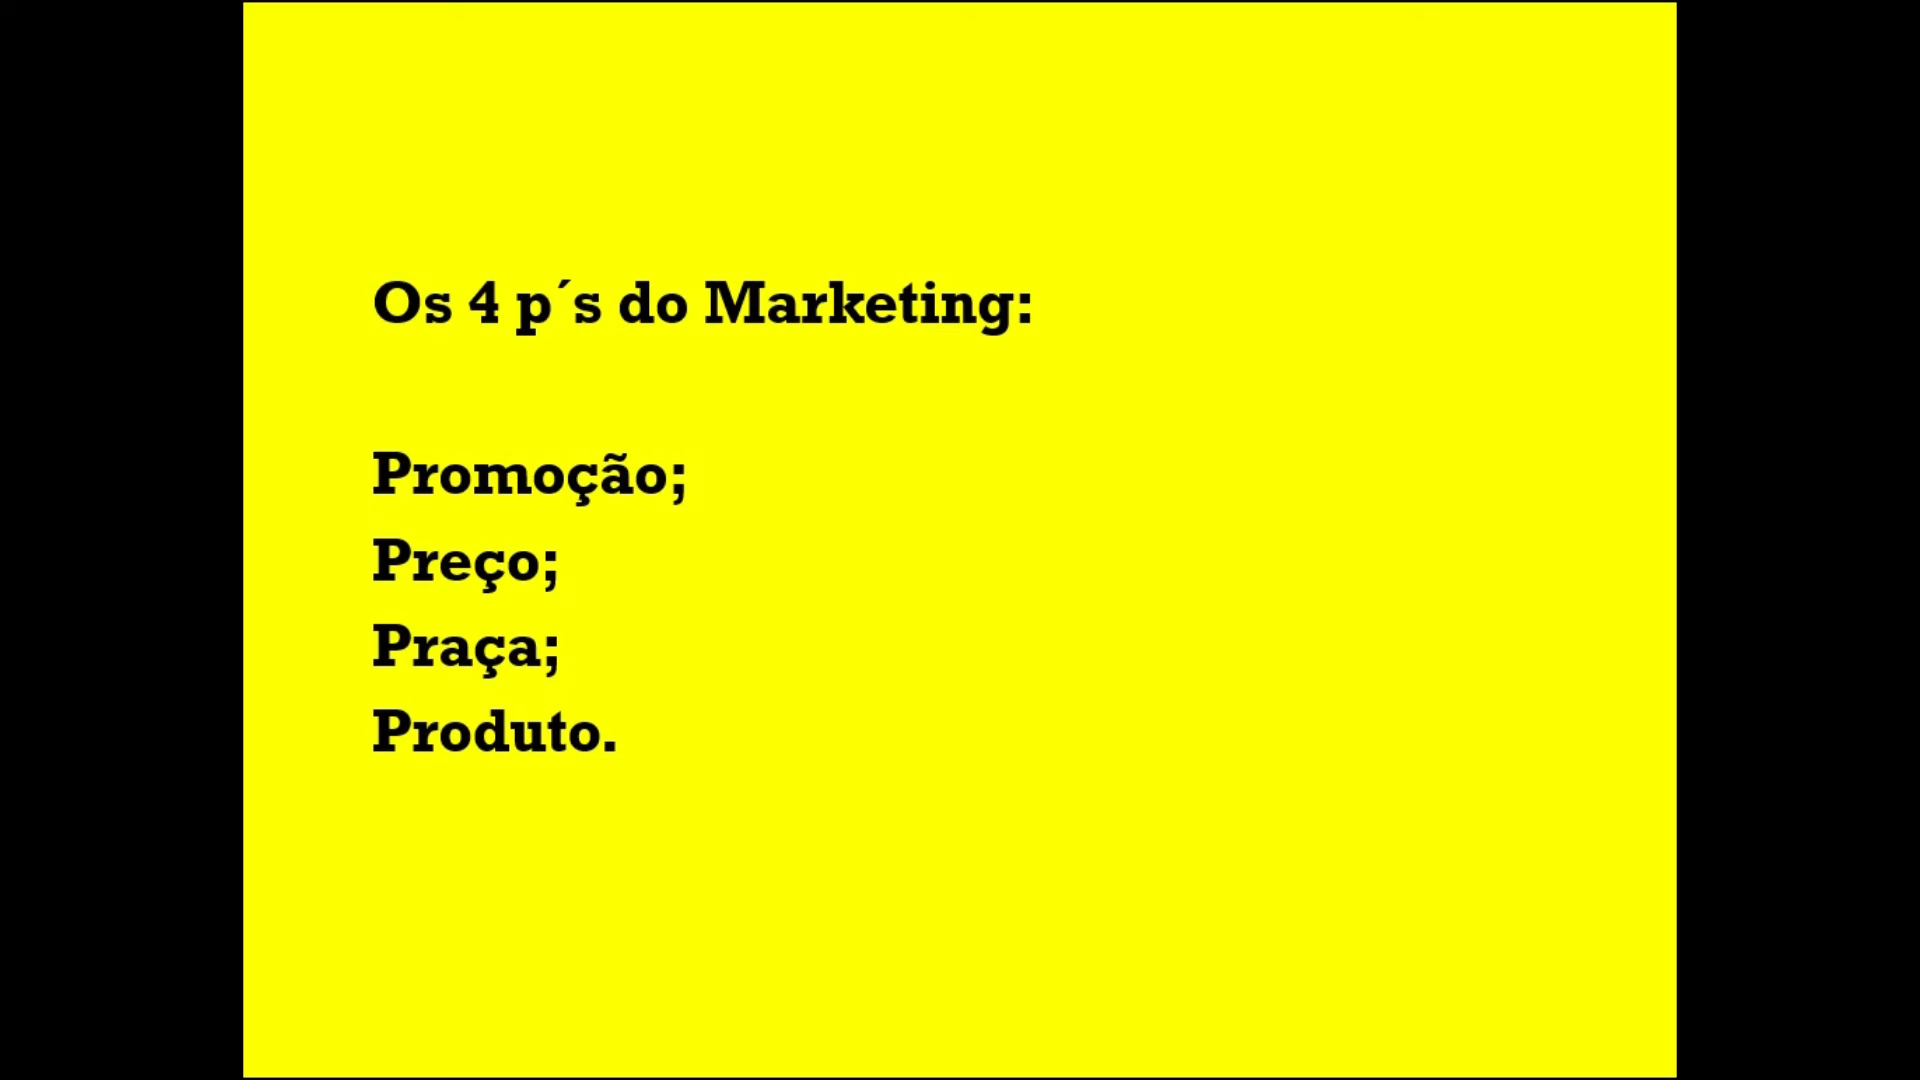 Os 4 p´s do Marketing:
Promoção;
Preço;
Praça;
Produto.